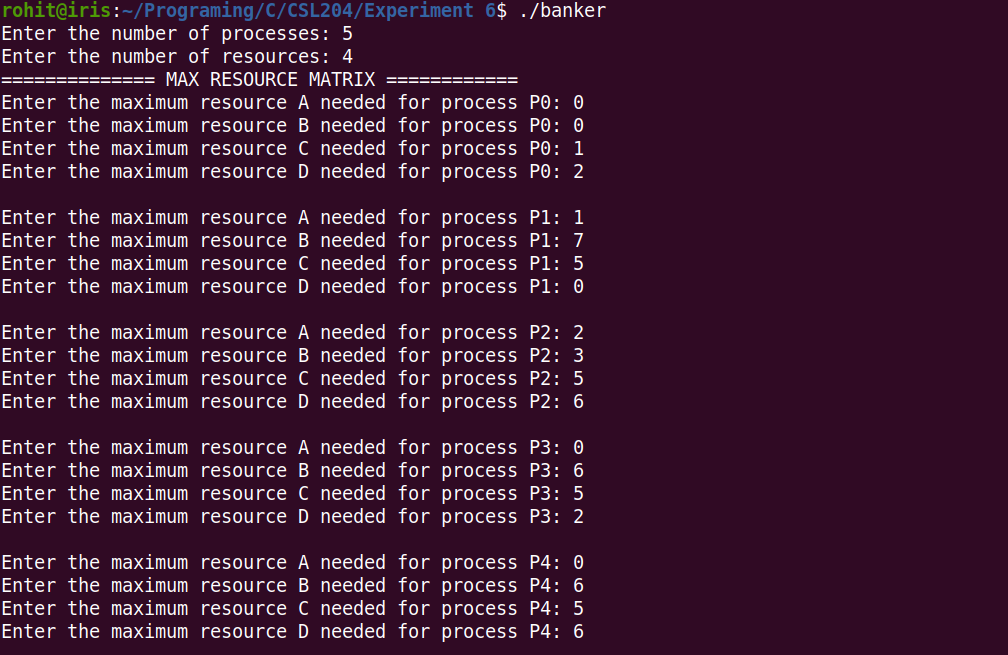 rohit@iris:~/Programing/C/CSL204/Experiment 6$ ./banker
Enter the number of processes: 5
Enter the number of resources: 4
============== MAX RESOURCE MATRIX ============
Enter the maximum resource A needed for process P0: 0
Enter the maximum resource B needed for process P0: 0
Enter the maximum resource C needed for process P0: 1
Enter the maximum resource D needed for process P0: 2

Enter the maximum resource A needed for process P1: 1
Enter the maximum resource B needed for process P1: 7
Enter the maximum resource C needed for process P1: 5
Enter the maximum resource D needed for process P1: 0

Enter the maximum resource A needed for process P2: 2
Enter the maximum resource B needed for process P2: 3
Enter the maximum resource C needed for process P2: 5
Enter the maximum resource D needed for process P2: 6

Enter the maximum resource A needed for process P3: 0
Enter the maximum resource B needed for process P3: 6
Enter the maximum resource C needed for process P3: 5
Enter the maximum resource D needed for process P3: 2

Enter the maximum resource A needed for process P4: 0
Enter the maximum resource B needed for process P4: 6
Enter the maximum resource C needed for process P4: 5
Enter the maximum resource D needed for process P4: 6